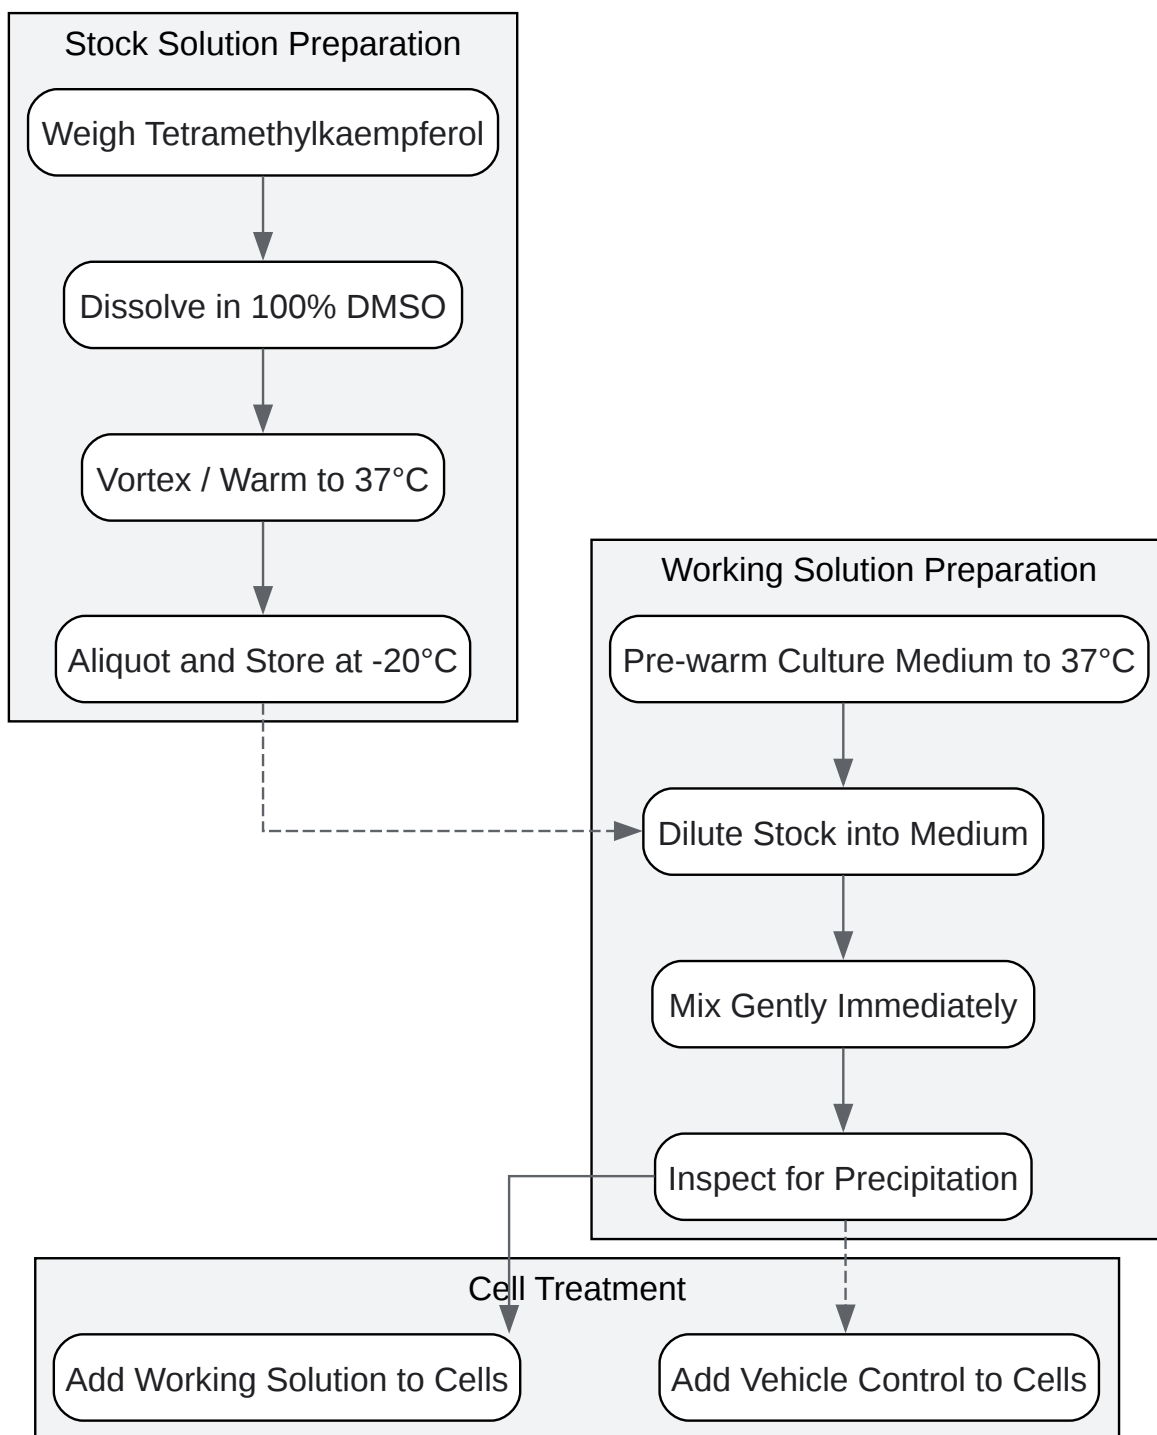 Stock Solution Preparation
Weigh Tetramethylkaempferol
Dissolve in 100% DMSO
Vortex / Warm to 37°C
Aliquot and Store at -20°C
Working Solution Preparation
Pre-warm Culture Medium to 37°C
Dilute Stock into Medium
Mix Gently Immediately
Inspect for Precipitation
Cell Treatment
Add Working Solution to Cells
Add Vehicle Control to Cells